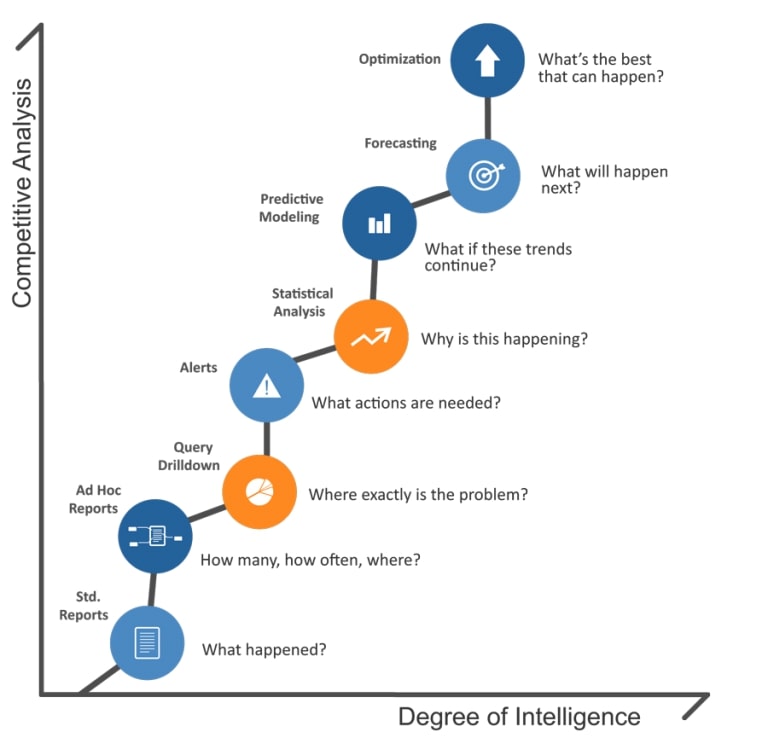 Optimization
What's the best
that can happen?
Forecasting
What will happen
next?
Predictive
Modeling
What if these trends
continue?
Statistical
Analysis
Why is this happening?
Alerts
What actions are needed?
Query
Drilldown
Where exactly is the problem?
Ad Hoc
Reports
How many, how often, where?
Std.
Reports
What happened?
Competitive Analysis
Degree of Intelligence